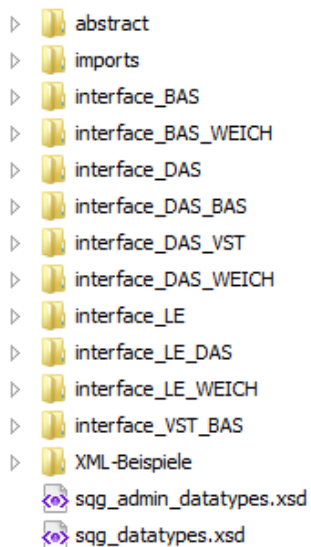 abstract
imports
interface_BAS
interface_BAS_WEICH
interface_DAS
interface_DAS_BAS
interface_DAS_VST
interface_DAS_WEICH
interface_LE
interface_LE_DAS
interface_LE_WEICH
interface_VST_BAS
XML-Beispiele
sqg_admin_datatypes.xsd
sqg_datatypes.xsd